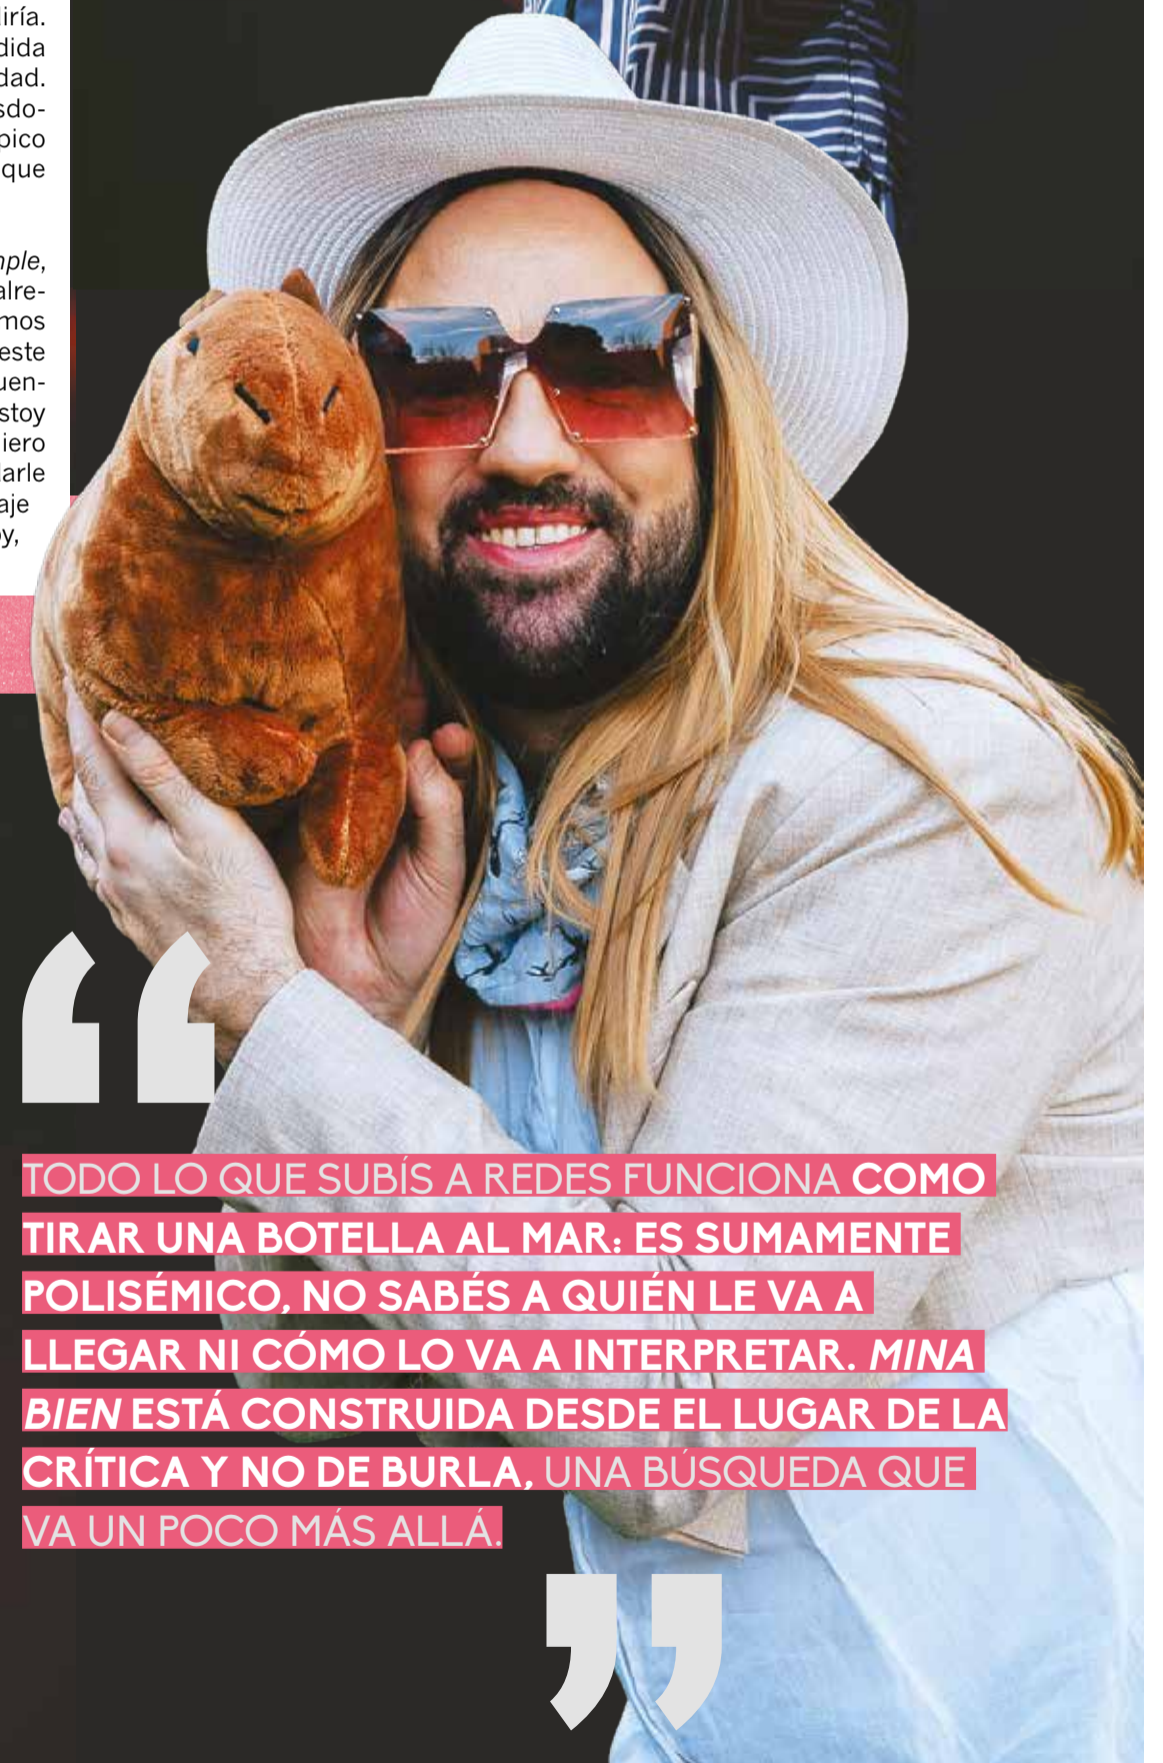 iría.
dida
dad.
sdo-
pico
que
mple,
alre-
mos
este
uen-
stoy
iero
larle
aje
oy,
“
TODO LO QUE SUBÍS A REDES FUNCIONA COMO
TIRAR UNA BOTELLA AL MAR: ES SUMAMENTE
POLISÉMICO, NO SABÉS A QUIÉN LE VA A
LLEGAR NI CÓMO LO VA A INTERPRETAR. MINA
BIEN ESTÁ CONSTRUIDA DESDE EL LUGAR DE LA
CRÍTICA Y NO DE BURLA, UNA BÚSQUEDA QUE
VA UN POCO MÁS ALLÁ.
”